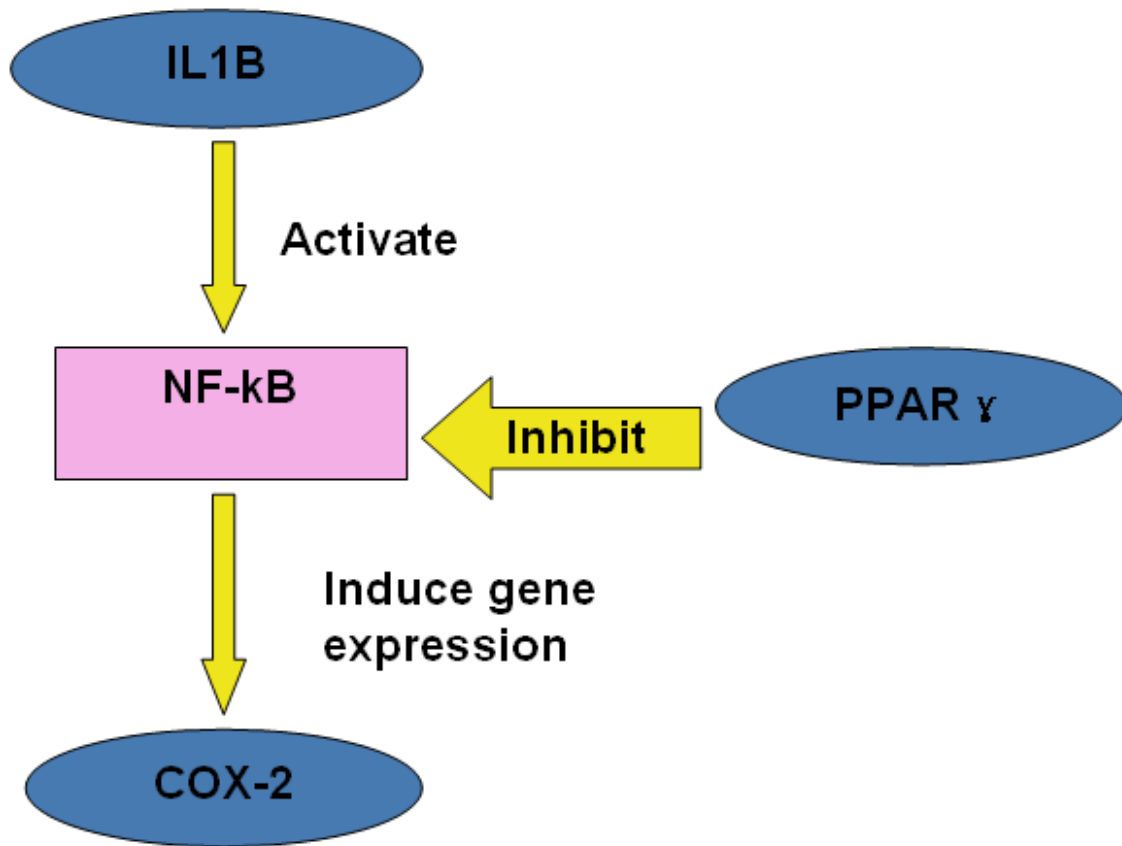 IL1B
Activate
NF-kB
Inhibit
PPAR ɣ
Induce gene
expression
COX-2